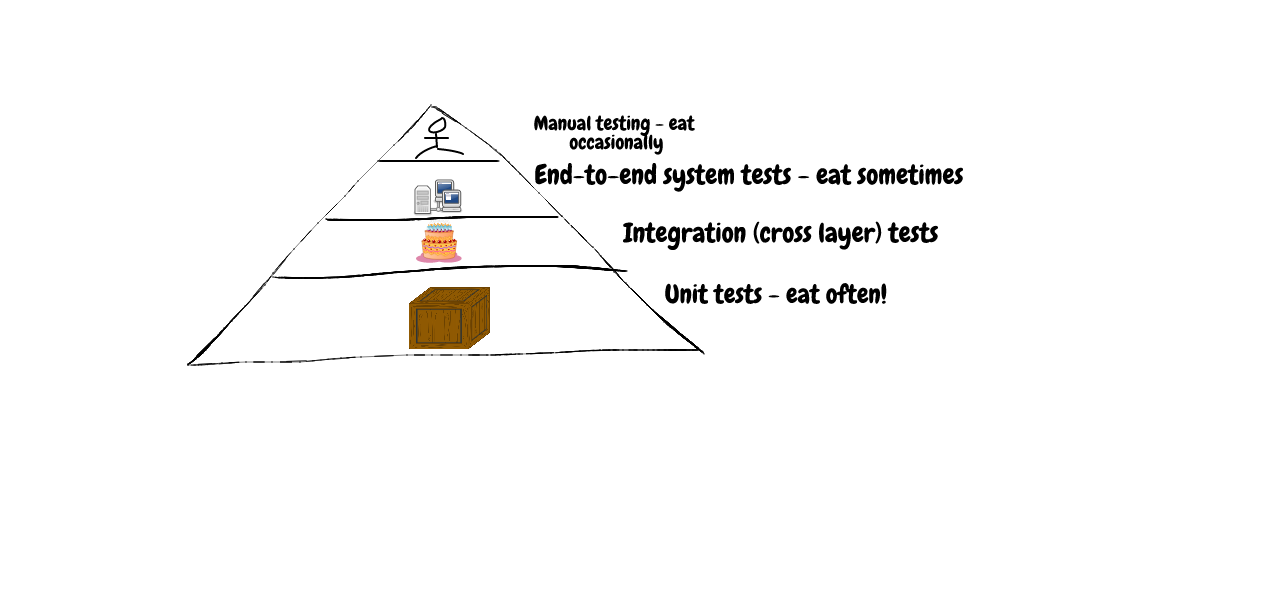 Manual testing - eat
occasionally
End-to-end system tests - eat sometimes
Integration (cross layer) tests
Unit tests - eat often!